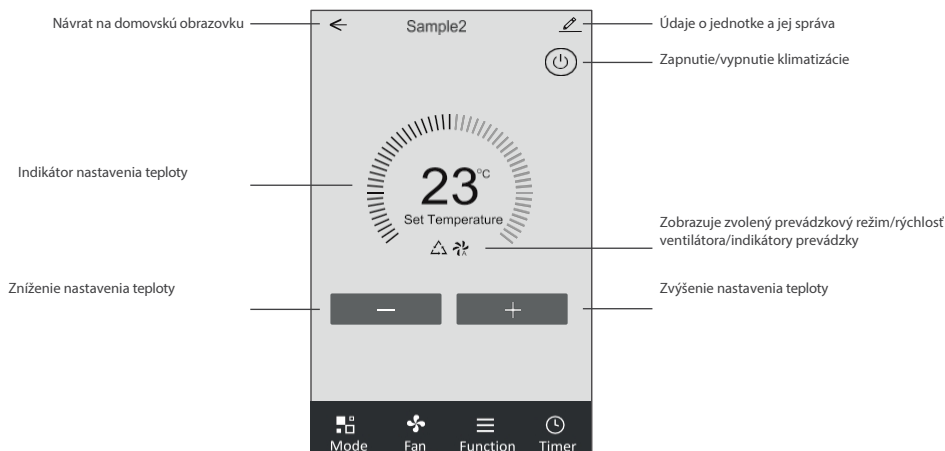 Návrat na domovskú obrazovku
Sample2
Údaje o jednotke a jej správa
Zapnutie/vypnutie klimatizácie
Indikátor nastavenia teploty
23°C
Set Temperature
A
Zobrazuje zvolený prevádzkový režim/rýchlosť
ventilátora/indikátory prevádzky
Zníženie nastavenia teploty
Zvýšenie nastavenia teploty
Mode Fan Function Timer